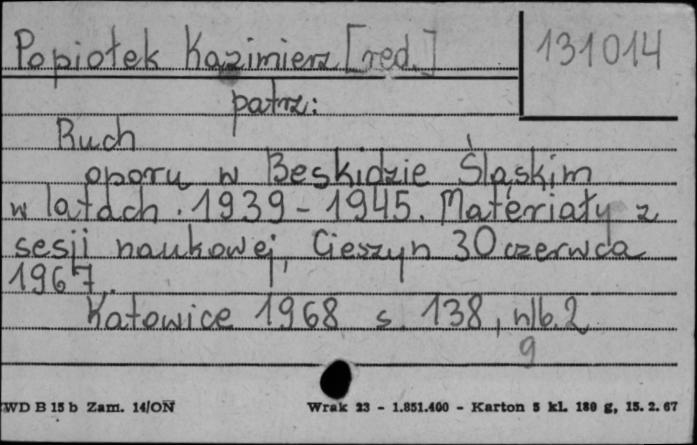 Popiołek Kazimierz [red.]
131014
patrz:
Ruch
oporu w Beskidzie Śląskim
w latach 1939-1945. Materiały z
sesji naukowej, Cieszyn 30 czerwca
1967.
Katowice 1968 s. 138, nlb. 2
9
WD B 15 b Zam. 14/ON Wrak 23 - 1.851.400 - Karton 5 kl. 180 g, 15. 2. 67